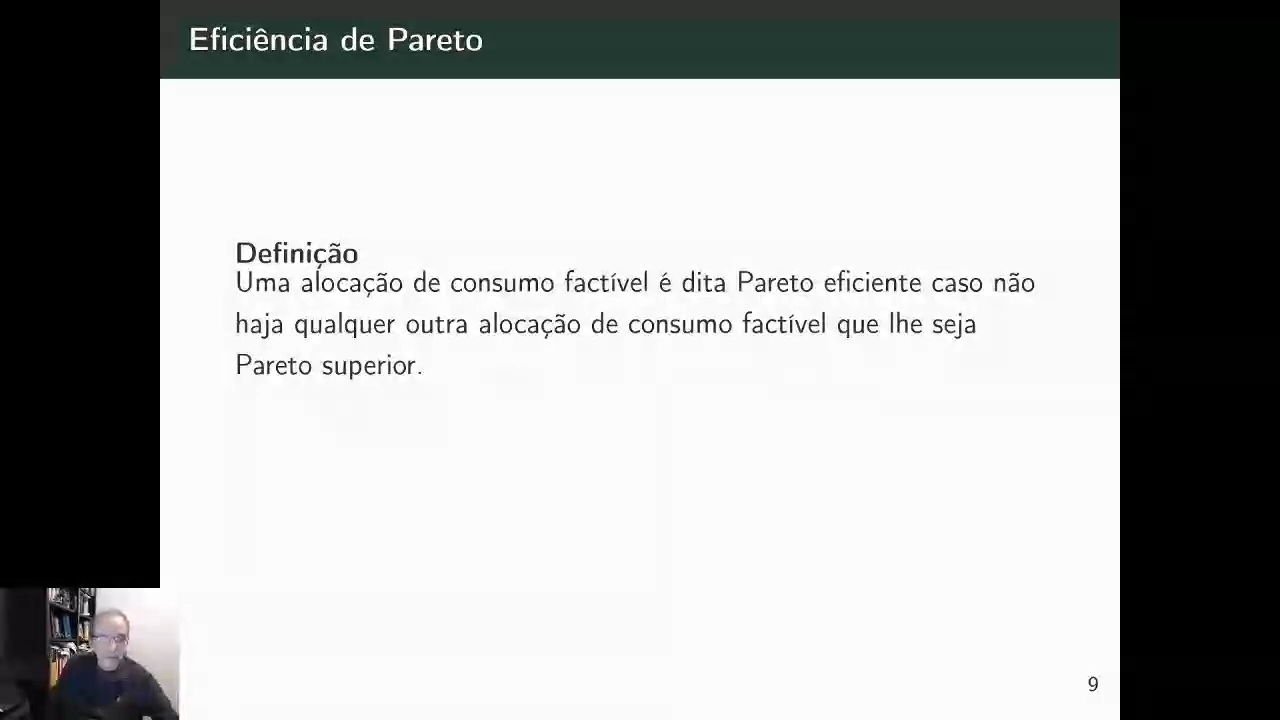 Eficiência de Pareto
Definição
Uma alocação de consumo factível é dita Pareto eficiente caso não
haja qualquer outra alocação de consumo factível que lhe seja
Pareto superior.
9